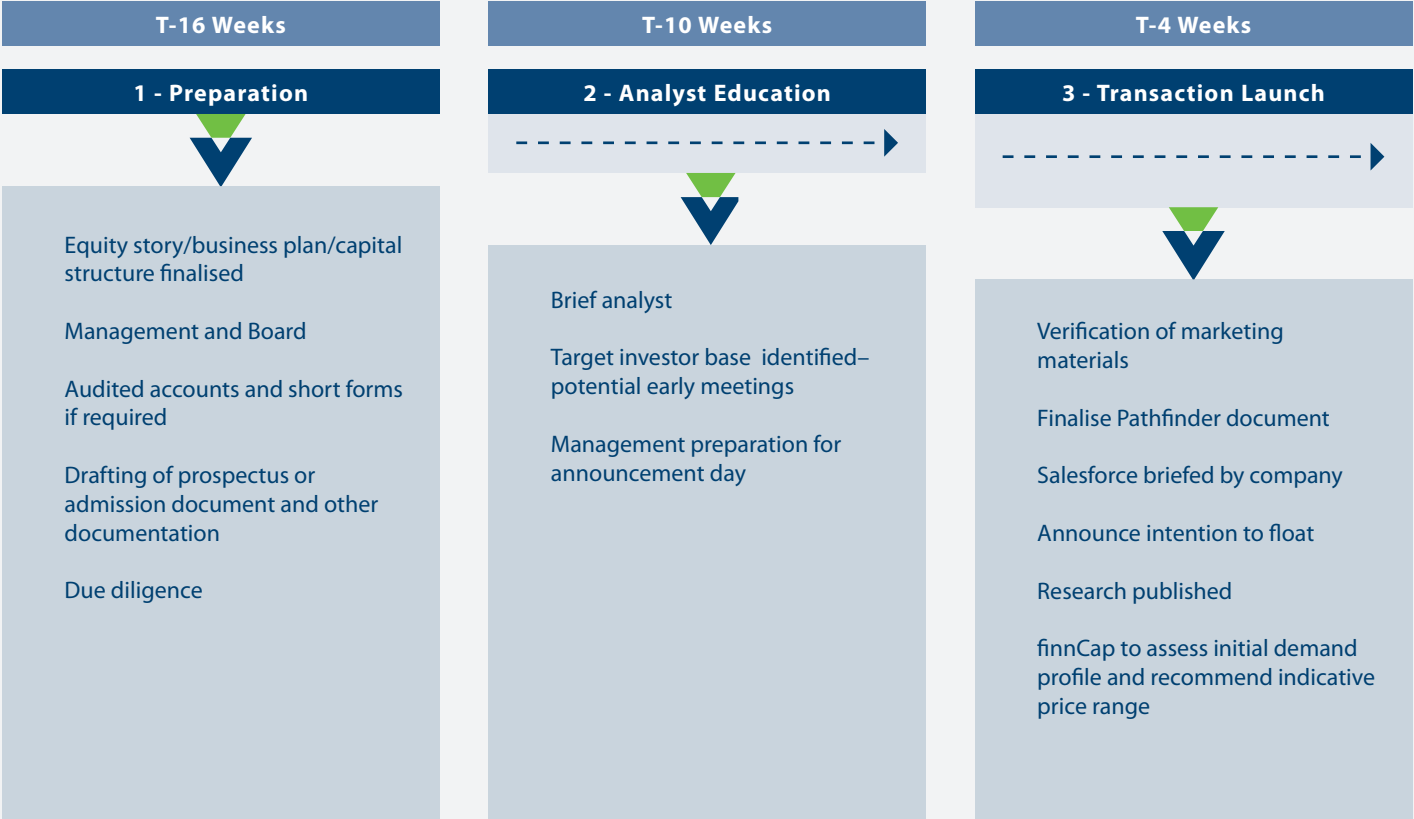 T-16 Weeks
1 - Preparation
Equity story/business plan/capital
structure finalised
Management and Board
Audited accounts and short forms
if required
Drafting of prospectus or
admission document and other
documentation
Due diligence
T-10 Weeks
2 - Analyst Education
Brief analyst
Target investor base  identified–
potential early meetings
Management preparation for
announcement day
T-4 Weeks
3 - Transaction Launch
Verification of marketing
materials
Finalise Pathfinder document
Salesforce briefed by company
Announce intention to float
Research published
finnCap to assess initial demand
profile and recommend indicative
price range